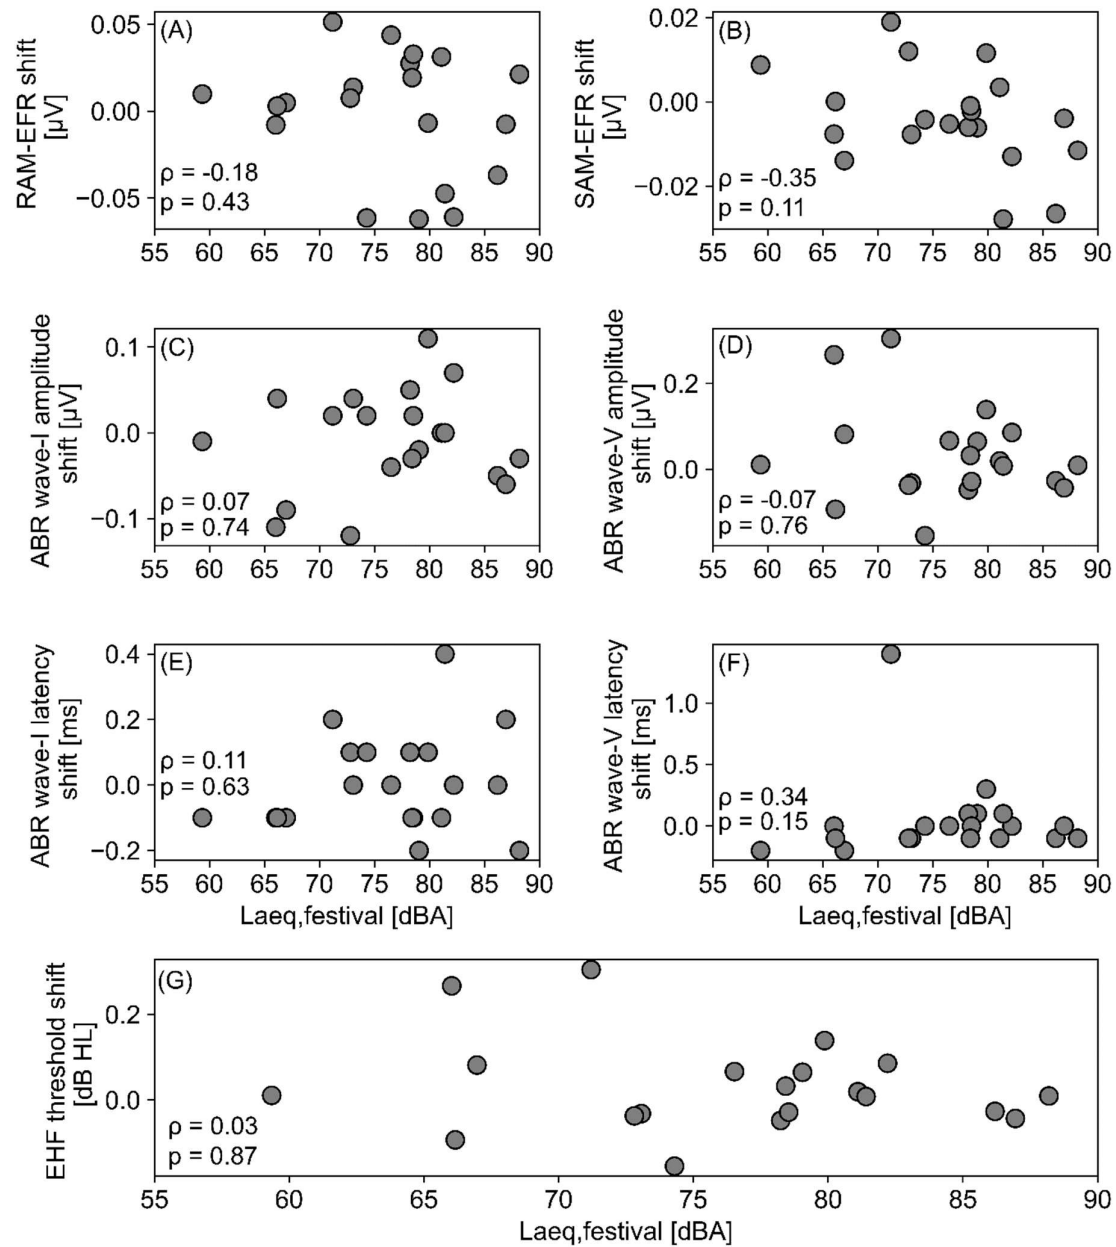 (A)
RAM-EFR shift
[µV]
0.05
0.00
−0.05
ρ = -0.18
p = 0.43
55 60 65 70 75 80 85 90
(B)
SAM-EFR shift
[µV]
0.02
0.00
−0.02
ρ = -0.35
p = 0.11
55 60 65 70 75 80 85 90
(C)
ABR wave-I amplitude
shift [µV]
0.1
0.0
−0.1
ρ = 0.07
p = 0.74
55 60 65 70 75 80 85 90
(D)
ABR wave-V amplitude
shift [µV]
0.2
0.0
ρ = -0.07
p = 0.76
55 60 65 70 75 80 85 90
(E)
ABR wave-I latency
shift [ms]
0.4
0.2
0.0
−0.2
ρ = 0.11
p = 0.63
55 60 65 70 75 80 85 90
Laeq,festival [dBA]
(F)
ABR wave-V latency
shift [ms]
1.0
0.5
0.0
ρ = 0.34
p = 0.15
55 60 65 70 75 80 85 90
Laeq,festival [dBA]
(G)
EHF threshold shift
[dB HL]
0.2
0.0
ρ = 0.03
p = 0.87
55 60 65 70 75 80 85 90
Laeq,festival [dBA]